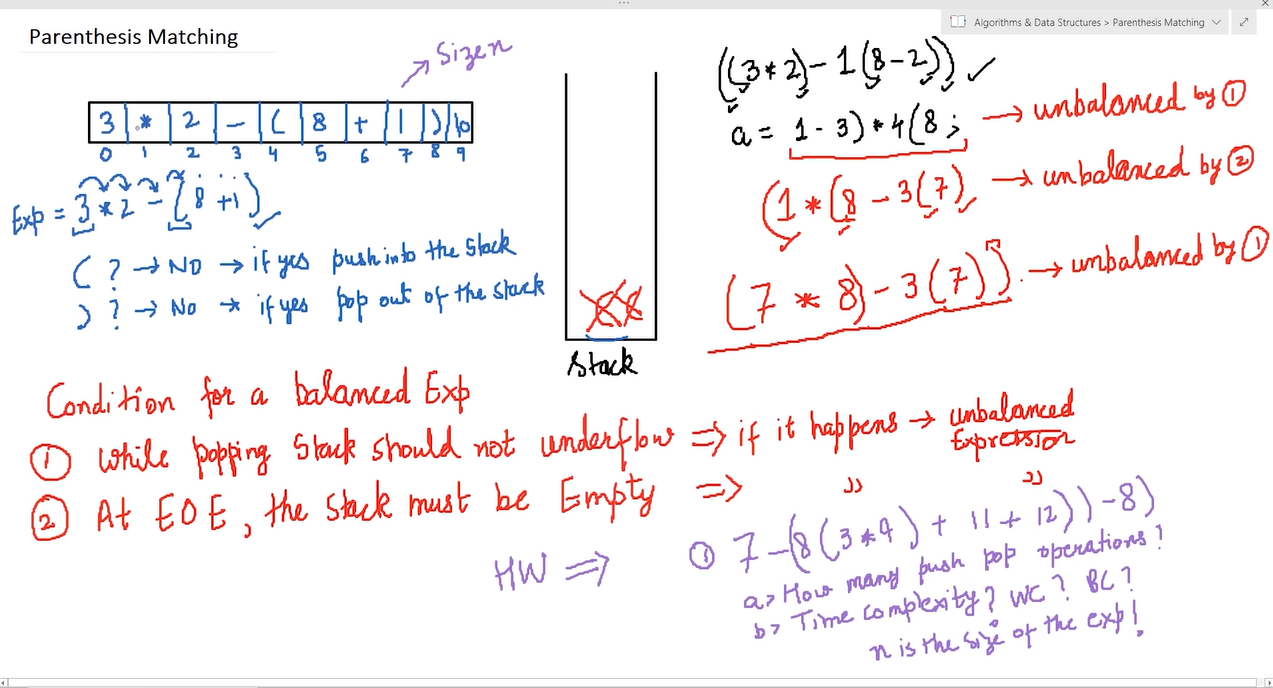 Algorithms & Data Structures > Parenthesis Matching
Parenthesis Matching
Size n
3 | * | 2 | - | ( | 8 | + | 1 | ) | \0
0 1 2 3 4 5 6 7 8 9
Exp = 3 * 2 - (8 + 1)
( ? → NO → if yes push into the stack
) ? → No → if yes pop out of the stack
Stack
((3*2) - 1(8-2))
a = 1-3) * 4(8; → unbalanced by ①
(1 * (8 - 3(7) → unbalanced by ②
(7 * 8) - 3(7)) → unbalanced by ①
Condition for a balanced Exp
① While popping Stack should not underflow ⇒ if it happens → unbalanced
Expression
② At EOE, the stack must be Empty ⇒ " "
HW ⇒
① 7 - (8(3*9) + 11 + 12)) - 8)
a> How many push pop operations?
b> Time complexity? WC? BC?
n is the size of the exp!